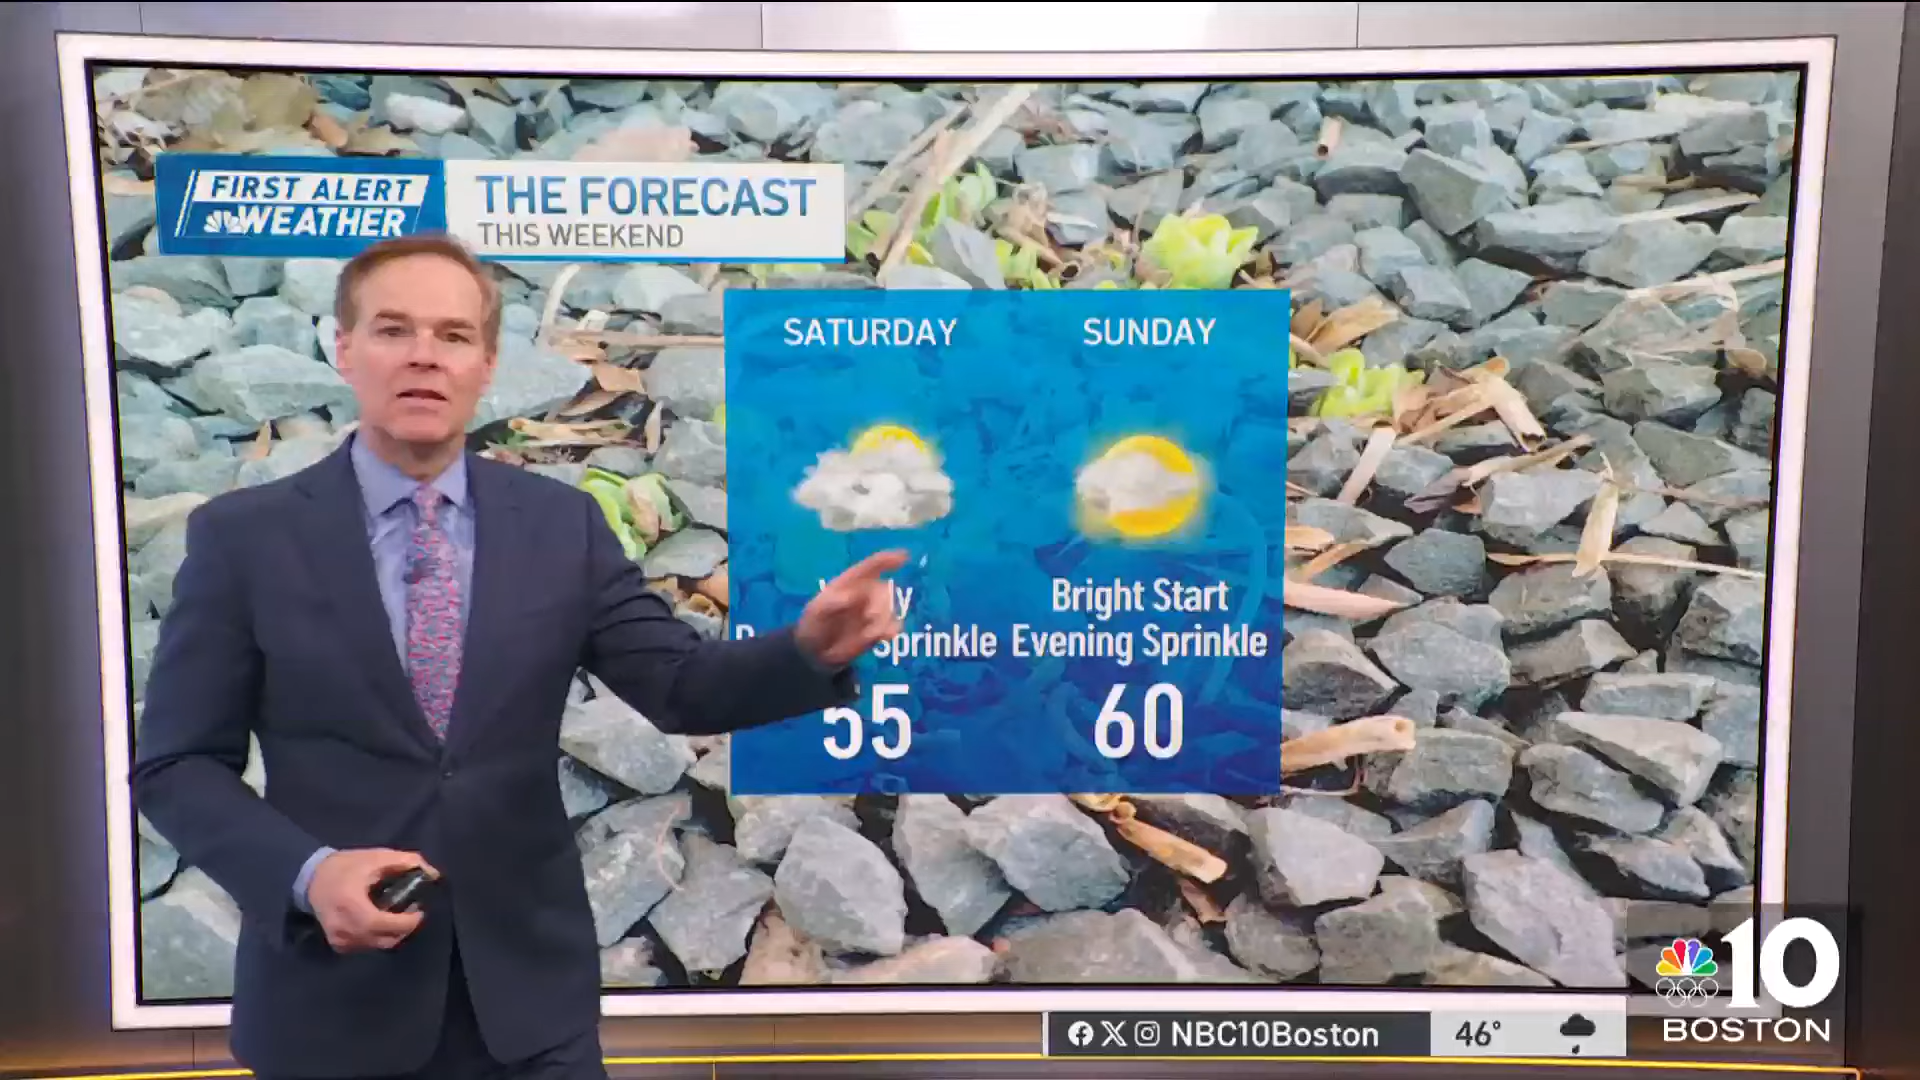 FIRST ALERT
WEATHER
THE FORECAST
THIS WEEKEND
SATURDAY
SUNDAY
Sprinkle
55
Bright Start
Evening Sprinkle
60
NBC10Boston
46°
10
BOSTON